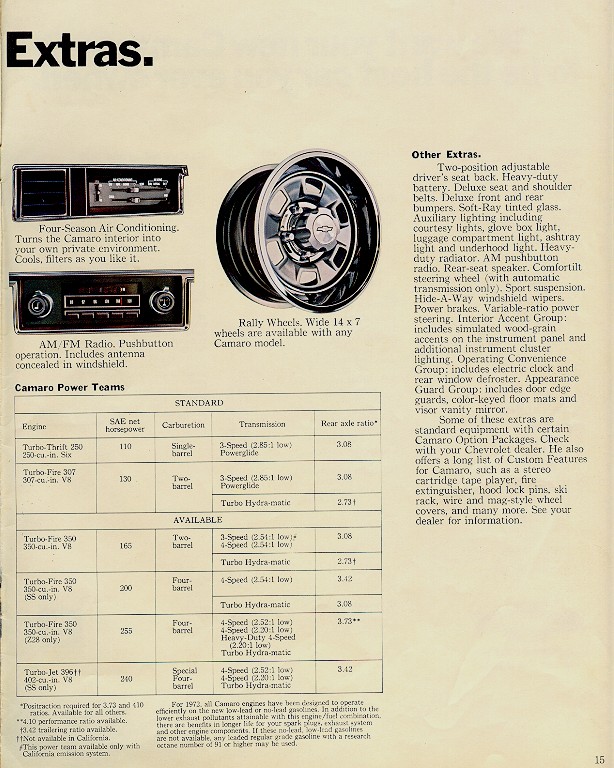 Extras.
Four-Season Air Conditioning.
Turns the Camaro interior into
your own private environment.
Cools, filters as you like it.
AM/FM Radio. Pushbutton
operation. Includes antenna
concealed in windshield.
Rally Wheels. Wide 14 x 7
wheels are available with any
Camaro model.
Other Extras.
Two-position adjustable
driver's seat back. Heavy-duty
battery. Deluxe seat and shoulder
belts. Deluxe front and rear
bumpers. Soft-Ray tinted glass.
Auxiliary lighting including
courtesy lights, glove box light,
luggage compartment light, ashtray
light and underhood light. Heavy-
duty radiator. AM pushbutton
radio. Rear-seat speaker. Comfortilt
steering wheel (with automatic
transmission only). Sport suspension.
Hide-A-Way windshield wipers.
Power brakes. Variable-ratio power
steering. Interior Accent Group:
includes simulated wood-grain
accents on the instrument panel and
additional instrument cluster
lighting. Operating Convenience
Group: includes electric clock and
rear window defroster. Appearance
Guard Group: includes door edge
guards, color-keyed floor mats and
visor vanity mirror.
Some of these extras are
standard equipment with certain
Camaro Option Packages. Check
with your Chevrolet dealer. He also
offers a long list of Custom Features
for Camaro, such as a stereo
cartridge tape player, fire
extinguisher, hood lock pins, ski
rack, wire and mag-style wheel
covers, and many more. See your
dealer for information.
Camaro Power Teams
STANDARD
Engine SAE net horsepower Carburetion Transmission Rear axle ratio*
Turbo-Thrift 250 110 Single- 3-Speed (2.85:1 low) 3.08
250-cu.-in. Six barrel Powerglide
Turbo-Fire 307 130 Two- 3-Speed (2.85:1 low) 3.08
307-cu.-in. V8 barrel Powerglide
Turbo Hydra-matic 2.73†
AVAILABLE
Turbo-Fire 350 165 Two- 3-Speed (2.54:1 low)≠ 3.08
350-cu.-in. V8 barrel 4-Speed (2.54:1 low)
Turbo Hydra-matic 2.73†
Turbo-Fire 350 200 Four- 4-Speed (2.54:1 low) 3.42
350-cu.-in. V8 barrel
(SS only) Turbo Hydra-matic 3.08
Turbo-Fire 350 255 Four- 4-Speed (2.52:1 low) 3.73**
350-cu.-in. V8 barrel 4-Speed (2.20:1 low)
(Z28 only) Heavy-Duty 4-Speed
(2.20:1 low)
Turbo Hydra-matic
Turbo-Jet 396†† 240 Special 4-Speed (2.52:1 low) 3.42
402-cu.-in. V8 Four- 4-Speed (2.20:1 low)
(SS only) barrel Turbo Hydra-matic
*Positraction required for 3.73 and 4.10
ratios. Available for all others.
**4.10 performance ratio available.
†3.42 trailering ratio available.
††Not available in California.
≠This power team available only with
California emission system.
For 1972, all Camaro engines have been designed to operate
efficiently on the new low-lead or no-lead gasolines. In addition to the
lower exhaust pollutants attainable with this engine/fuel combination,
there are benefits in longer life for your spark plugs, exhaust system
and other engine components. If these no-lead, low-lead gasolines
are not available, any leaded regular grade gasoline with a research
octane number of 91 or higher may be used.
15